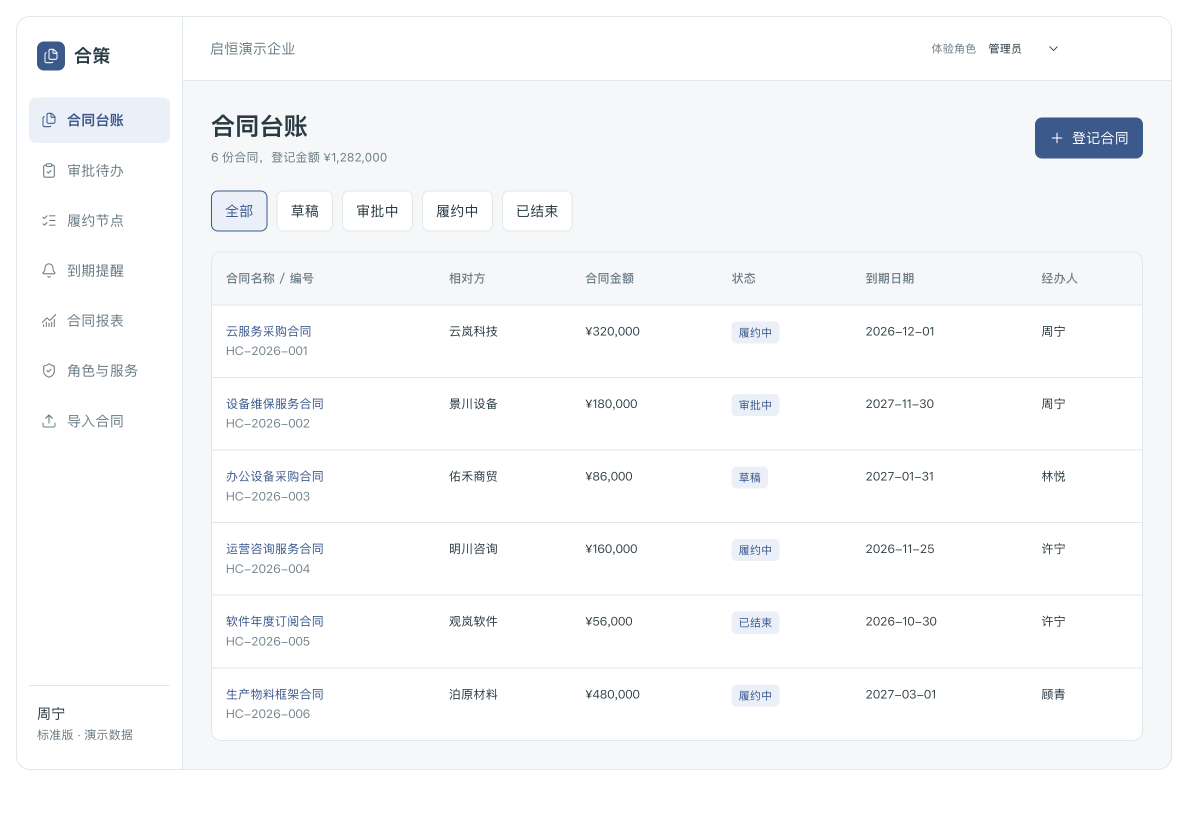 合策
启恒演示企业
体验角色 管理员
合同台账
审批待办
履约节点
到期提醒
合同报表
角色与服务
导入合同
周宁
标准版 · 演示数据
合同台账
6 份合同，登记金额 ¥1,282,000
+ 登记合同
全部 草稿 审批中 履约中 已结束
合同名称 / 编号 相对方 合同金额 状态 到期日期 经办人
云服务采购合同 云岚科技 ¥320,000 履约中 2026-12-01 周宁
HC-2026-001
设备维保服务合同 景川设备 ¥180,000 审批中 2027-11-30 周宁
HC-2026-002
办公设备采购合同 佑禾商贸 ¥86,000 草稿 2027-01-31 林悦
HC-2026-003
运营咨询服务合同 明川咨询 ¥160,000 履约中 2026-11-25 许宁
HC-2026-004
软件年度订阅合同 观岚软件 ¥56,000 已结束 2026-10-30 许宁
HC-2026-005
生产物料框架合同 泊原材料 ¥480,000 履约中 2027-03-01 顾青
HC-2026-006